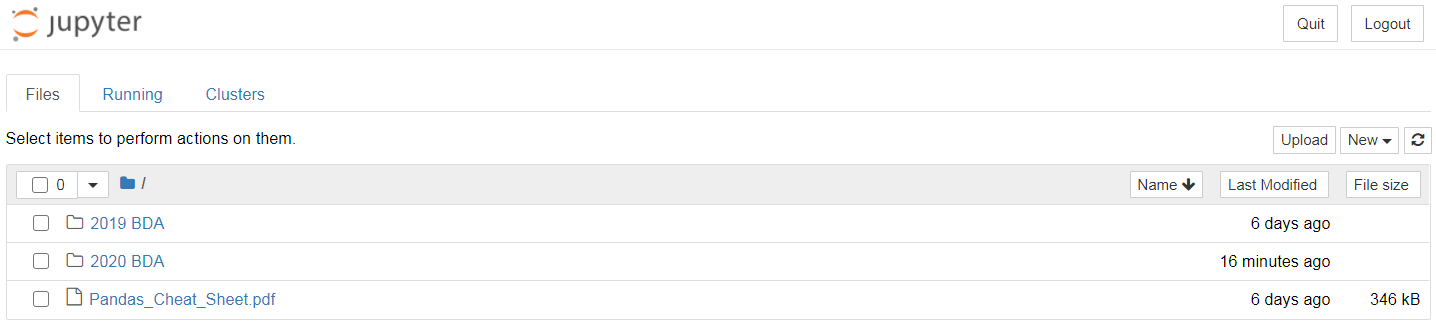 jupyter Quit Logout
Files Running Clusters
Select items to perform actions on them. Upload New
0 / Name Last Modified File size
2019 BDA 6 days ago
2020 BDA 16 minutes ago
Pandas_Cheat_Sheet.pdf 6 days ago 346 kB